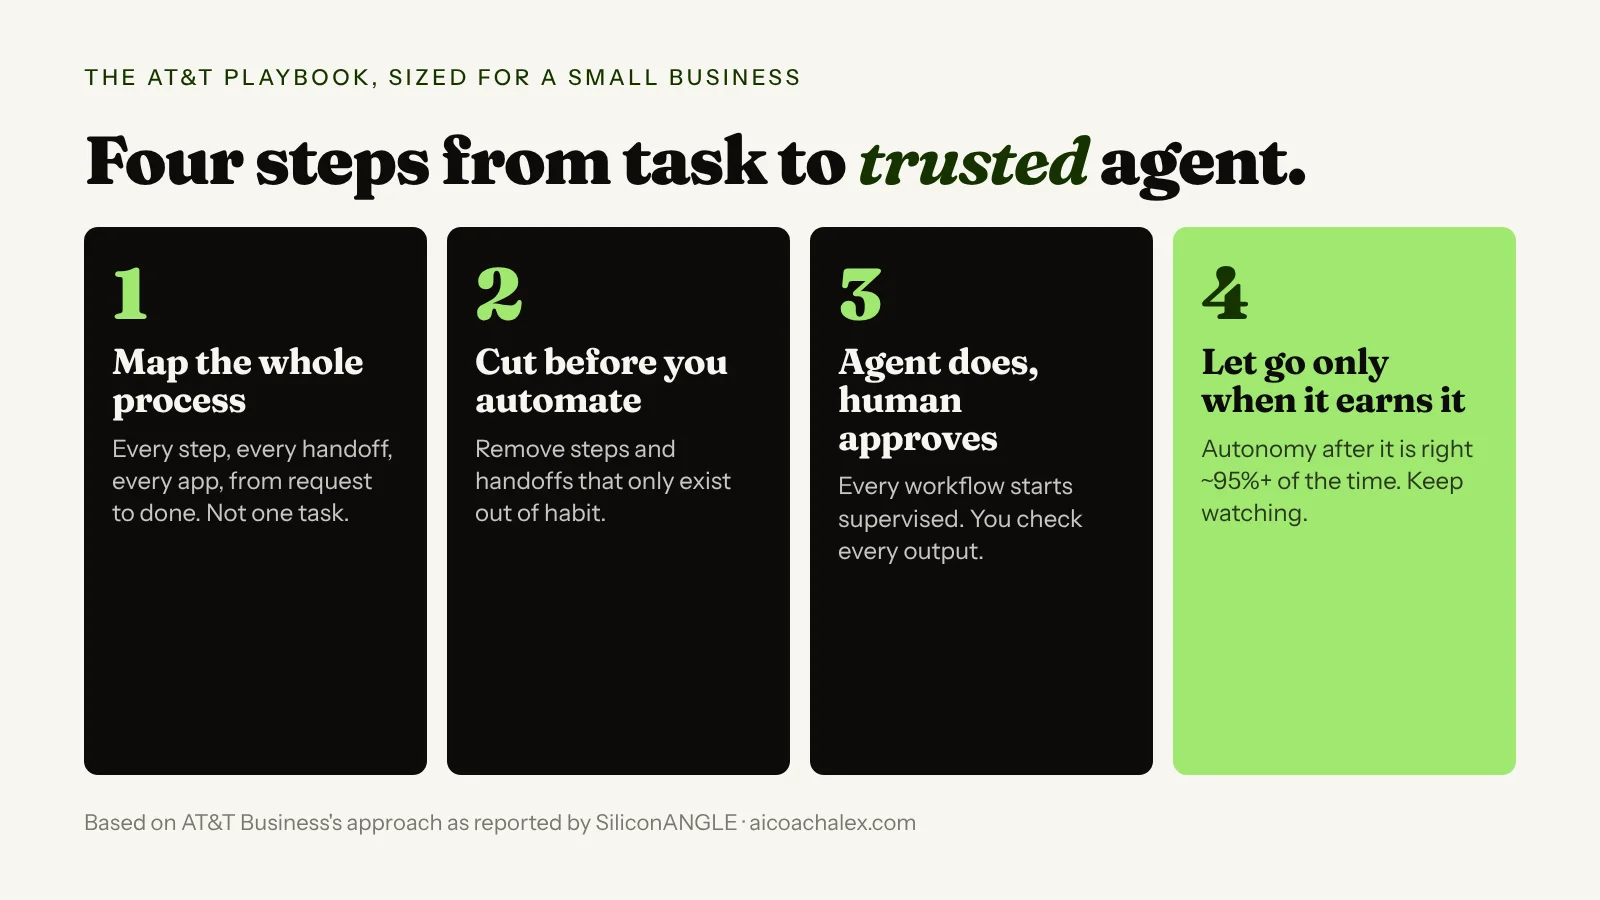 THE AT&T PLAYBOOK, SIZED FOR A SMALL BUSINESS
Four steps from task to trusted agent.
1
Map the whole
process
Every step, every handoff,
every app, from request
to done. Not one task.
2
Cut before you
automate
Remove steps and
handoffs that only exist
out of habit.
3
Agent does,
human
approves
Every workflow starts
supervised. You check
every output.
4
Let go only
when it earns it
Autonomy after it is right
~95%+ of the time. Keep
watching.
Based on AT&T Business's approach as reported by SiliconANGLE · aicoachalex.com